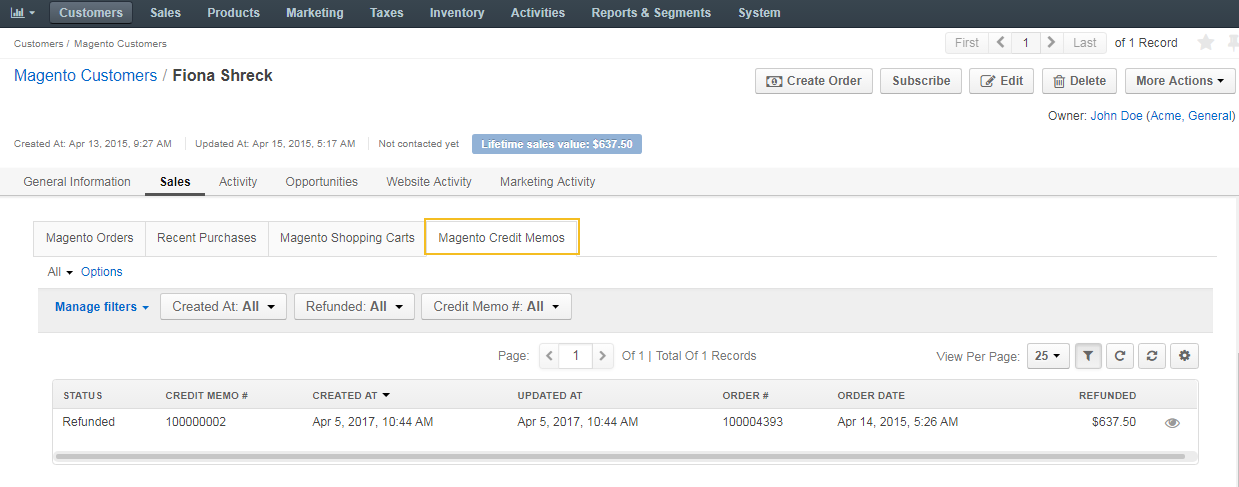 Customers Sales Products Marketing Taxes Inventory Activities Reports & Segments System
Customers / Magento Customers First 1 Last of 1 Record
Magento Customers / Fiona Shreck Create Order Subscribe Edit Delete More Actions
Owner: John Doe (Acme, General)
Created At: Apr 13, 2015, 9:27 AM Updated At: Apr 15, 2015, 5:17 AM Not contacted yet Lifetime sales value: $637.50
General Information Sales Activity Opportunities Website Activity Marketing Activity
Magento Orders Recent Purchases Magento Shopping Carts Magento Credit Memos
All Options
Manage filters Created At: All Refunded: All Credit Memo #: All
Page: 1 Of 1 | Total Of 1 Records View Per Page: 25
STATUS CREDIT MEMO # CREATED AT UPDATED AT ORDER # ORDER DATE REFUNDED
Refunded 100000002 Apr 5, 2017, 10:44 AM Apr 5, 2017, 10:44 AM 100004393 Apr 14, 2015, 5:26 AM $637.50